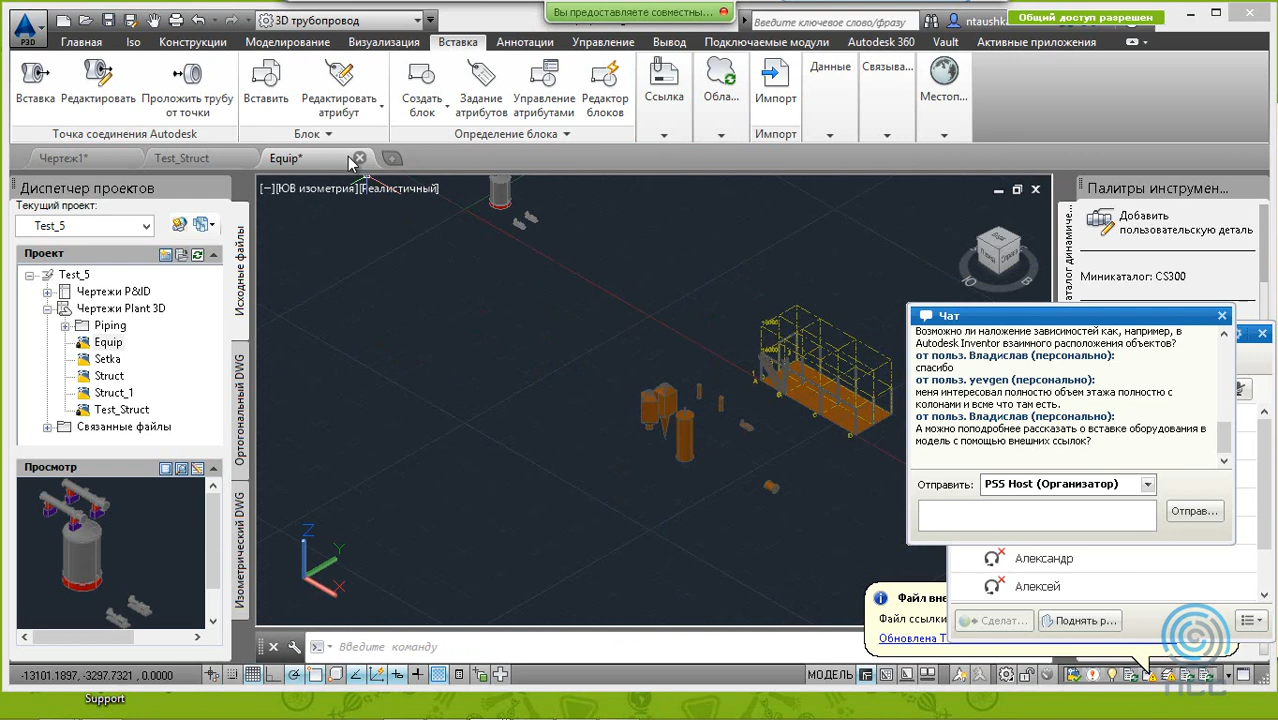 Вы предоставляете совместны...
P3D
3D трубопровод
Введите ключевое слово/фразу
ntaushka...
Общий доступ разрешен
Главная Iso Конструкции Моделирование Визуализация Вставка Аннотации Управление Вывод Подключаемые модули Autodesk 360 Vault Активные приложения
Вставка Редактировать Проложить трубу от точки
Вставить Редактировать атрибут
Создать блок Задание атрибутов Управление атрибутами Редактор блоков
Ссылка Обла... Импорт Данные Связыва... Местоп...
Точка соединения Autodesk Блок Определение блока Импорт
Чертеж1* Test_Struct Equip*
Диспетчер проектов
Текущий проект:
Test_5
Проект
Test_5
Чертежи P&ID
Чертежи Plant 3D
Piping
Equip
Setka
Struct
Struct_1
Test_Struct
Связанные файлы
Просмотр
Исходные файлы
Ортогональный DWG
Изометрический DWG
[−][ЮВ изометрия][Реалистичный]
Z
Y
X
Ю
В
Палитры инструмен...
Добавить
пользовательскую деталь
Миникаталог: CS300
Чат
Возможно ли наложение зависимостей как, например, в
Autodesk Inventor взаимного расположения объектов?
от польз. Владислав (персонально):
спасибо
от польз. yevgen (персонально):
меня интересовал полностью объем этажа полностю с
колонами и всме что там есть.
от польз. Владислав (персонально):
А можно поподробнее рассказать о вставке оборудования в
модель с помощью внешних ссылок?
Отправить: PSS Host (Организатор)
Отправ...
Александр
Алексей
Сделат... Поднять р...
Файл вне
Файл ссылки
Обновлена T
Введите команду
-13101.1897, -3297.7321, 0.0000
МОДЕЛЬ
Support